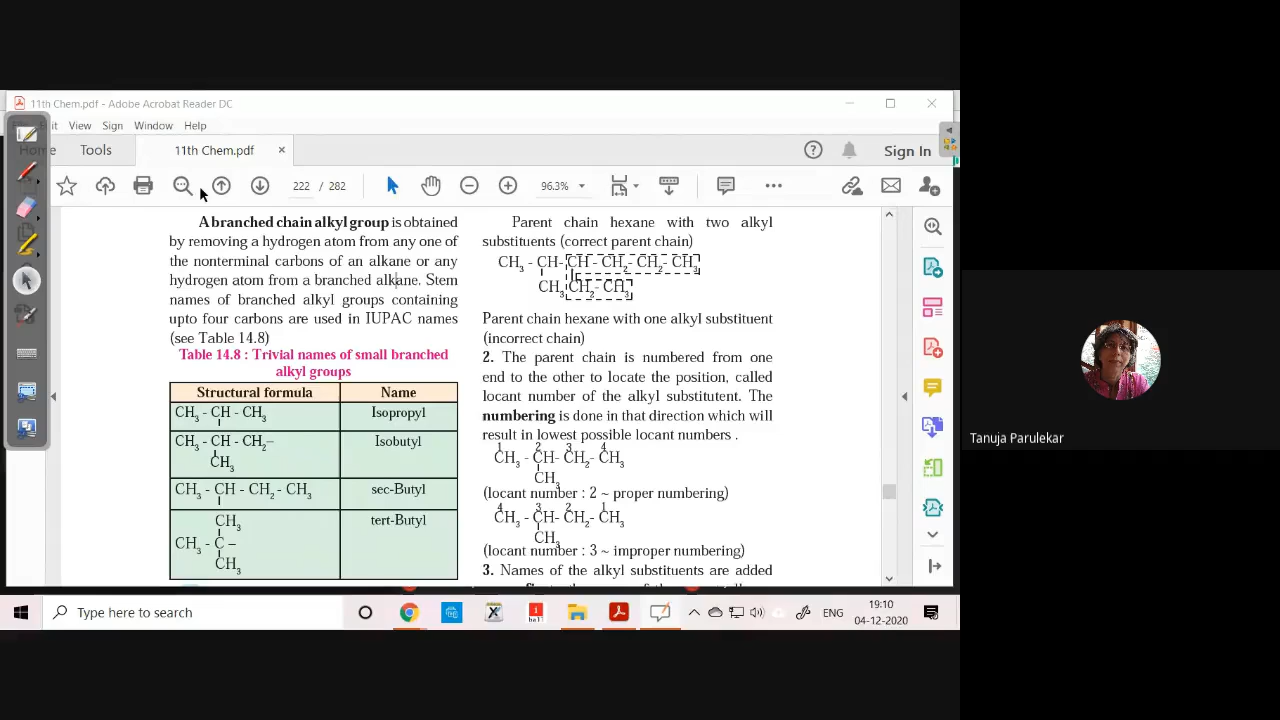 11th Chem.pdf - Adobe Acrobat Reader DC
View Sign Window Help
Tools
11th Chem.pdf
Sign In
222 / 282
96.3%
A branched chain alkyl group is obtained
by removing a hydrogen atom from any one of
the nonterminal carbons of an alkane or any
hydrogen atom from a branched alkane. Stem
names of branched alkyl groups containing
upto four carbons are used in IUPAC names
(see Table 14.8)
Table 14.8 : Trivial names of small branched
alkyl groups
Structural formula Name
CH3 - CH - CH3 Isopropyl
CH3 - CH - CH2– Isobutyl
CH3
CH3 - CH - CH2 - CH3 sec-Butyl
CH3 tert-Butyl
CH3 - C –
CH3
Parent chain hexane with two alkyl
substituents (correct parent chain)
CH3 - CH- CH - CH2- CH2- CH3
CH3 CH2- CH3
Parent chain hexane with one alkyl substituent
(incorrect chain)
2. The parent chain is numbered from one
end to the other to locate the position, called
locant number of the alkyl substitutent. The
numbering is done in that direction which will
result in lowest possible locant numbers .
1 2 3 4
CH3 - CH- CH2- CH3
CH3
(locant number : 2 ~ proper numbering)
4 3 2 1
CH3 - CH- CH2- CH3
CH3
(locant number : 3 ~ improper numbering)
3. Names of the alkyl substituents are added
Tanuja Parulekar
Type here to search
ENG
19:10
04-12-2020